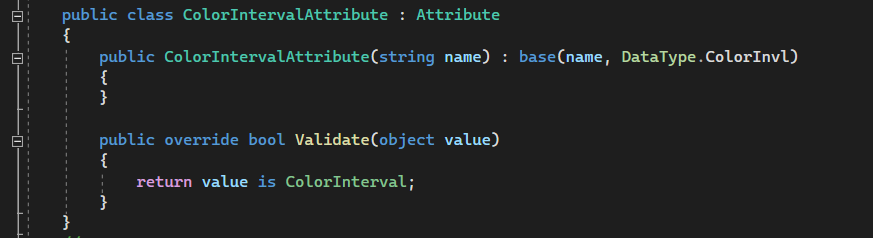 public class ColorIntervalAttribute : Attribute
{
public ColorIntervalAttribute(string name) : base(name, DataType.ColorInvl)
{
}
public override bool Validate(object value)
{
return value is ColorInterval;
}
}